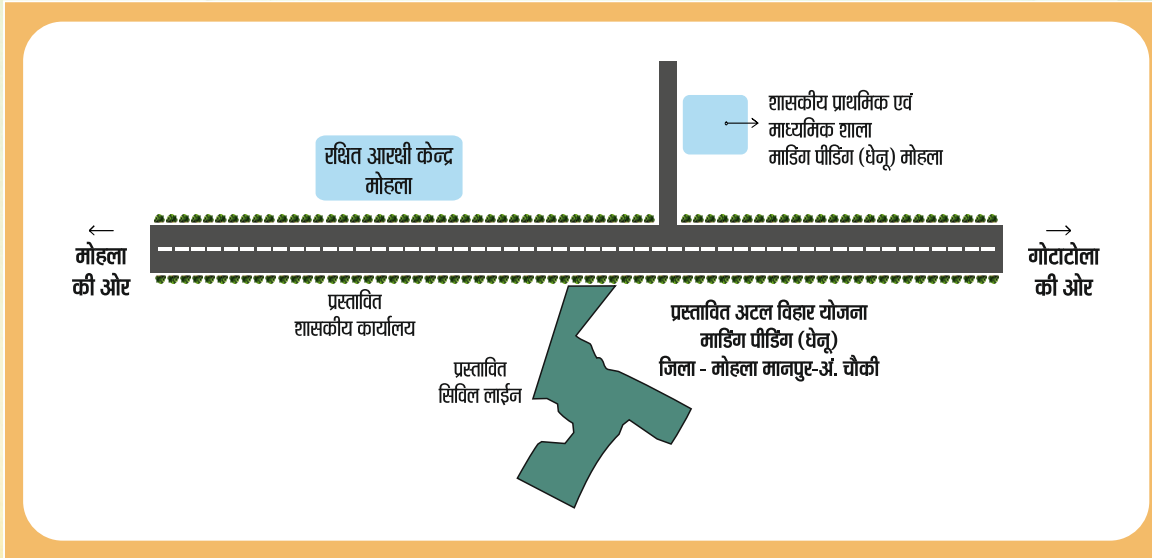 शासकीय प्राथमिक एवं
माध्यमिक शाला
माडिंग पीडिंग (धेनू) मोहला
रक्षित आरक्षी केन्द्र
मोहला
मोहला
की ओर
गोटाटोला
की ओर
प्रस्तावित
शासकीय कार्यालय
प्रस्तावित अटल विहार योजना
माडिंग पीडिंग (धेनू)
जिला - मोहला मानपुर-अं. चौकी
प्रस्तावित
सिविल लाईन